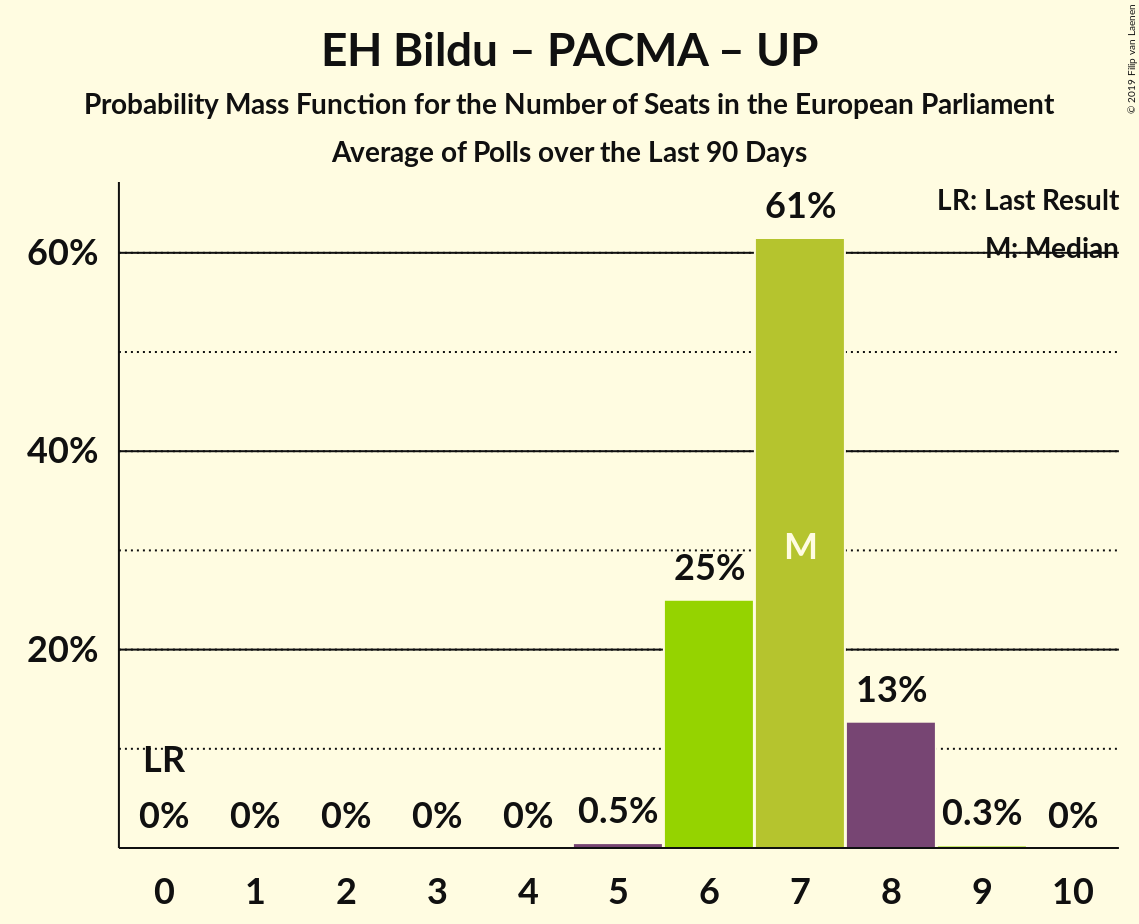 EH Bildu – PACMA – UP
Probability Mass Function for the Number of Seats in the European Parliament
Average of Polls over the Last 90 Days
© 2019 Filip van Laenen
LR: Last Result
M: Median
60%
40%
20%
61%
M
25%
13%
LR
0% 0% 0% 0% 0% 0.5% 0.3% 0%
0 1 2 3 4 5 6 7 8 9 10